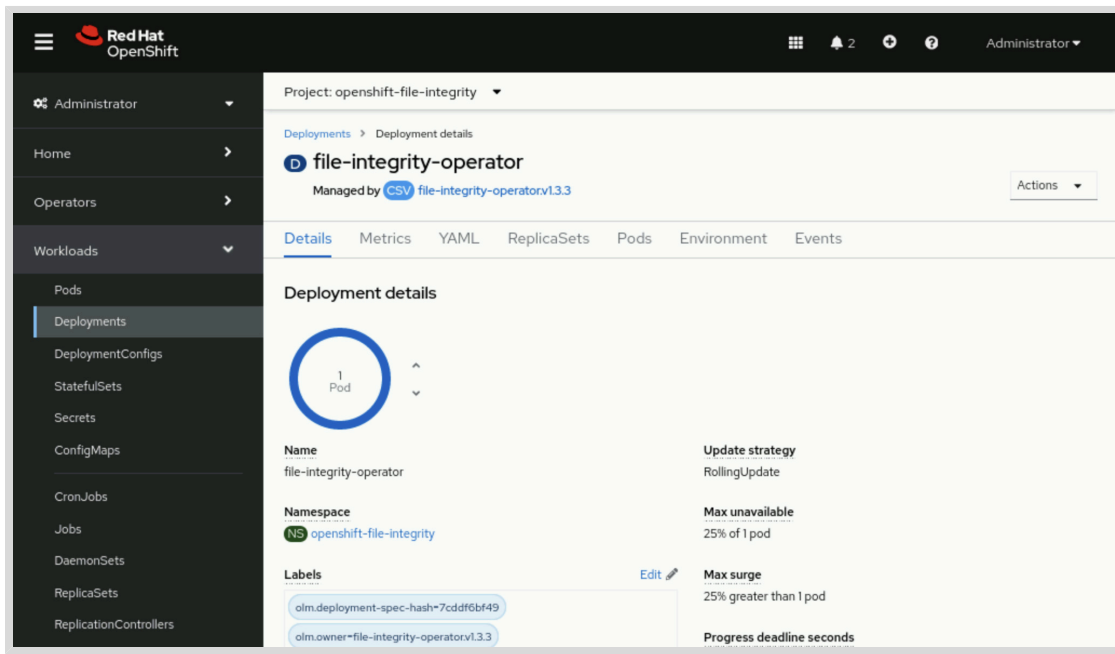 Red Hat
OpenShift
2
Administrator
Administrator
Home
Operators
Workloads
Pods
Deployments
DeploymentConfigs
StatefulSets
Secrets
ConfigMaps
CronJobs
Jobs
DaemonSets
ReplicaSets
ReplicationControllers
Project: openshift-file-integrity
Deployments > Deployment details
D file-integrity-operator
Managed by CSV file-integrity-operator.v1.3.3
Actions
Details Metrics YAML ReplicaSets Pods Environment Events
Deployment details
1
Pod
Name
file-integrity-operator
Namespace
NS openshift-file-integrity
Labels Edit
olm.deployment-spec-hash=7cddf6bf49
olm.owner=file-integrity-operator.v1.3.3
Update strategy
RollingUpdate
Max unavailable
25% of 1 pod
Max surge
25% greater than 1 pod
Progress deadline seconds